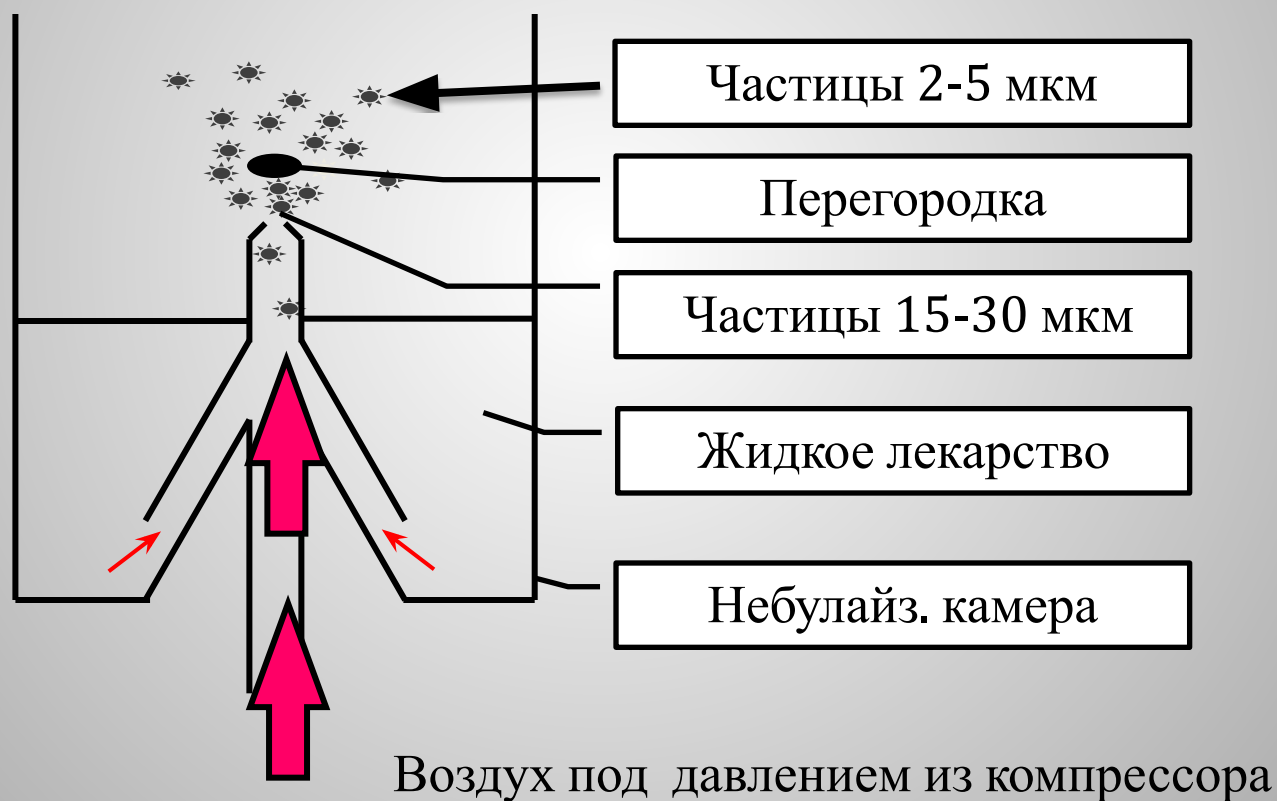 Частицы 2-5 мкм
Перегородка
Частицы 15-30 мкм
Жидкое лекарство
Небулайз. камера
Воздух под давлением из компрессора